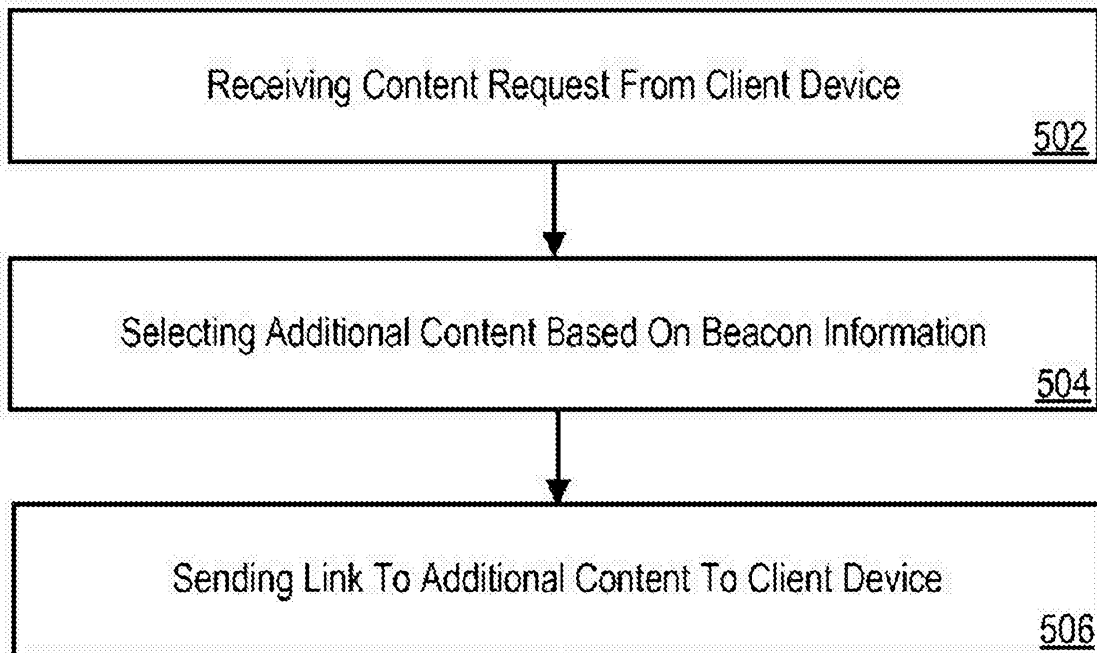 Receiving Content Request From Client Device
502
Selecting Additional Content Based On Beacon Information
504
Sending Link To Additional Content To Client Device
506